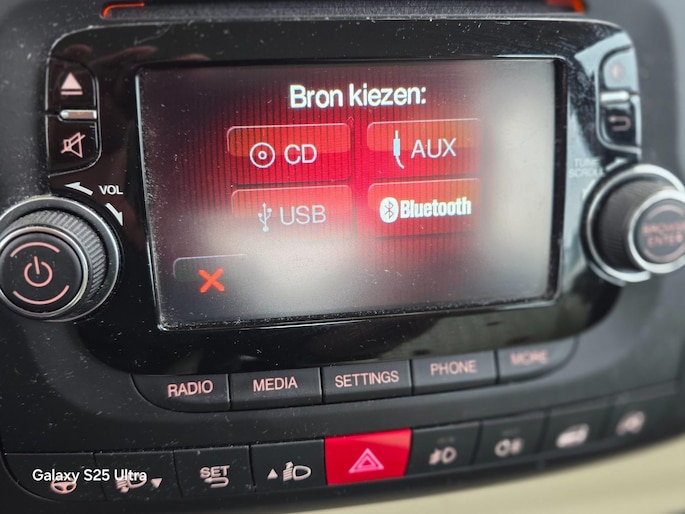 Bron kiezen:
CD
AUX
USB
Bluetooth
VOL
TUNE
SCROLL
BROWSE
ENTER
RADIO
MEDIA
SETTINGS
PHONE
MORE
SET
Galaxy S25 Ultra